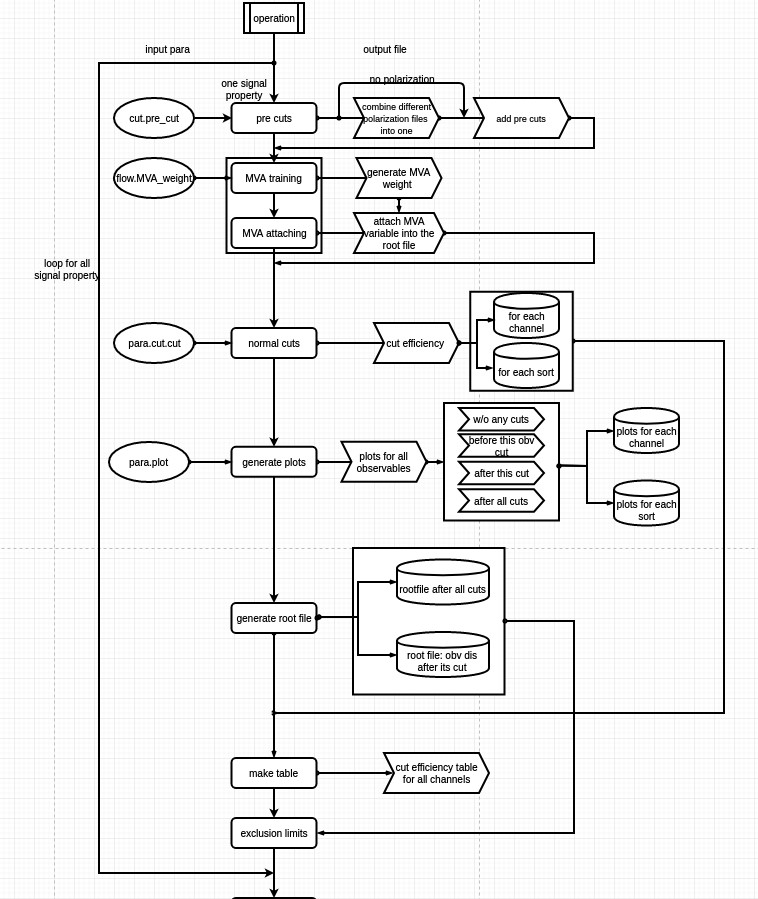 operation
input para
output file
no polarization
one signal
property
cut.pre_cut
pre cuts
combine different
polarization files
into one
add pre cuts
flow.MVA_weight
MVA training
generate MVA
weight
MVA attaching
attach MVA
variable into the
root file
loop for all
signal property
for each
channel
para.cut.cut
normal cuts
cut efficiency
for each sort
w/o any cuts
plots for each
channel
before this obv
cut
para.plot
generate plots
plots for all
observables
after this cut
after all cuts
plots for each
sort
rootfile after all cuts
generate root file
root file: obv dis
after its cut
make table
cut efficiency table
for all channels
exclusion limits